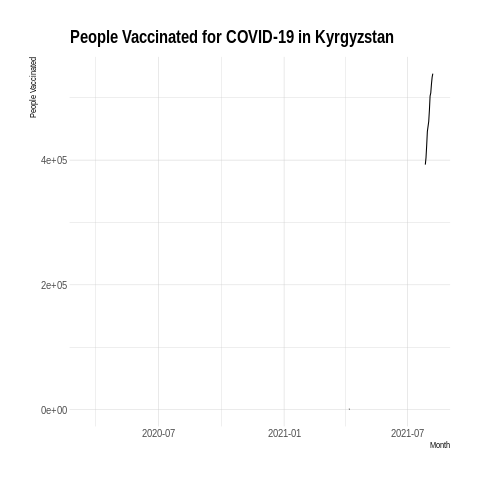 People Vaccinated for COVID-19 in Kyrgyzstan
People Vaccinated
4e+05
2e+05
0e+00
2020-07 2021-01 2021-07
Month